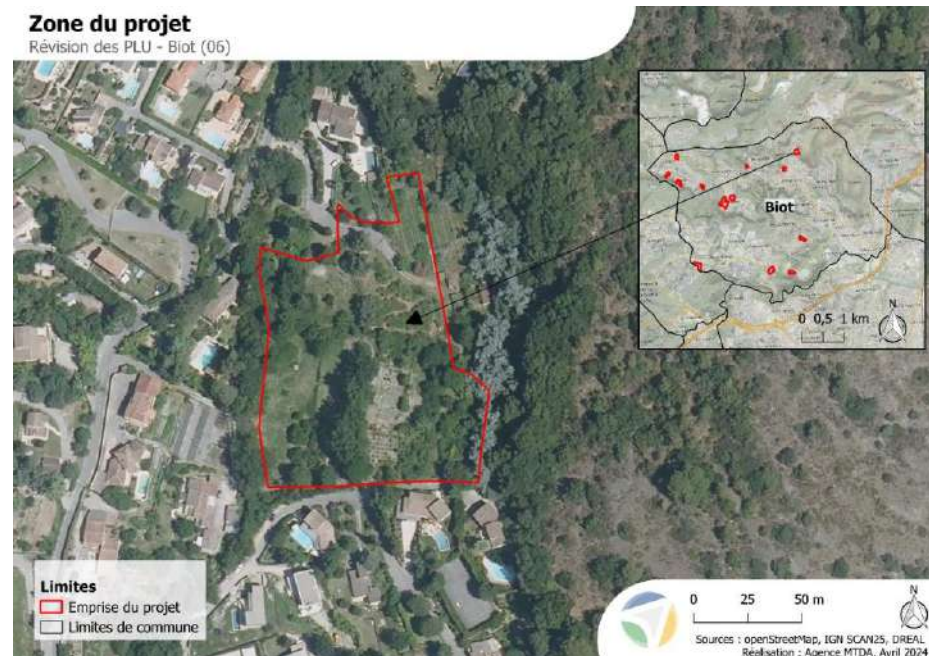 Zone du projet
Révision des PLU - Biot (06)
Biot
N
0 0,5 1 km
Limites
Emprise du projet
Limites de commune
0 25 50 m
N
Sources : openStreetMap, IGN SCAN25, DREAL
Réalisation : Agence MTDA, Avril 2024